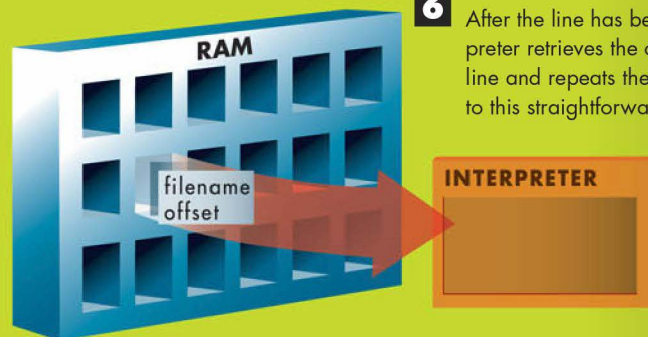 6
After the line has be
preter retrieves the
line and repeats the
to this straightforwa
RAM
filename
offset
INTERPRETER